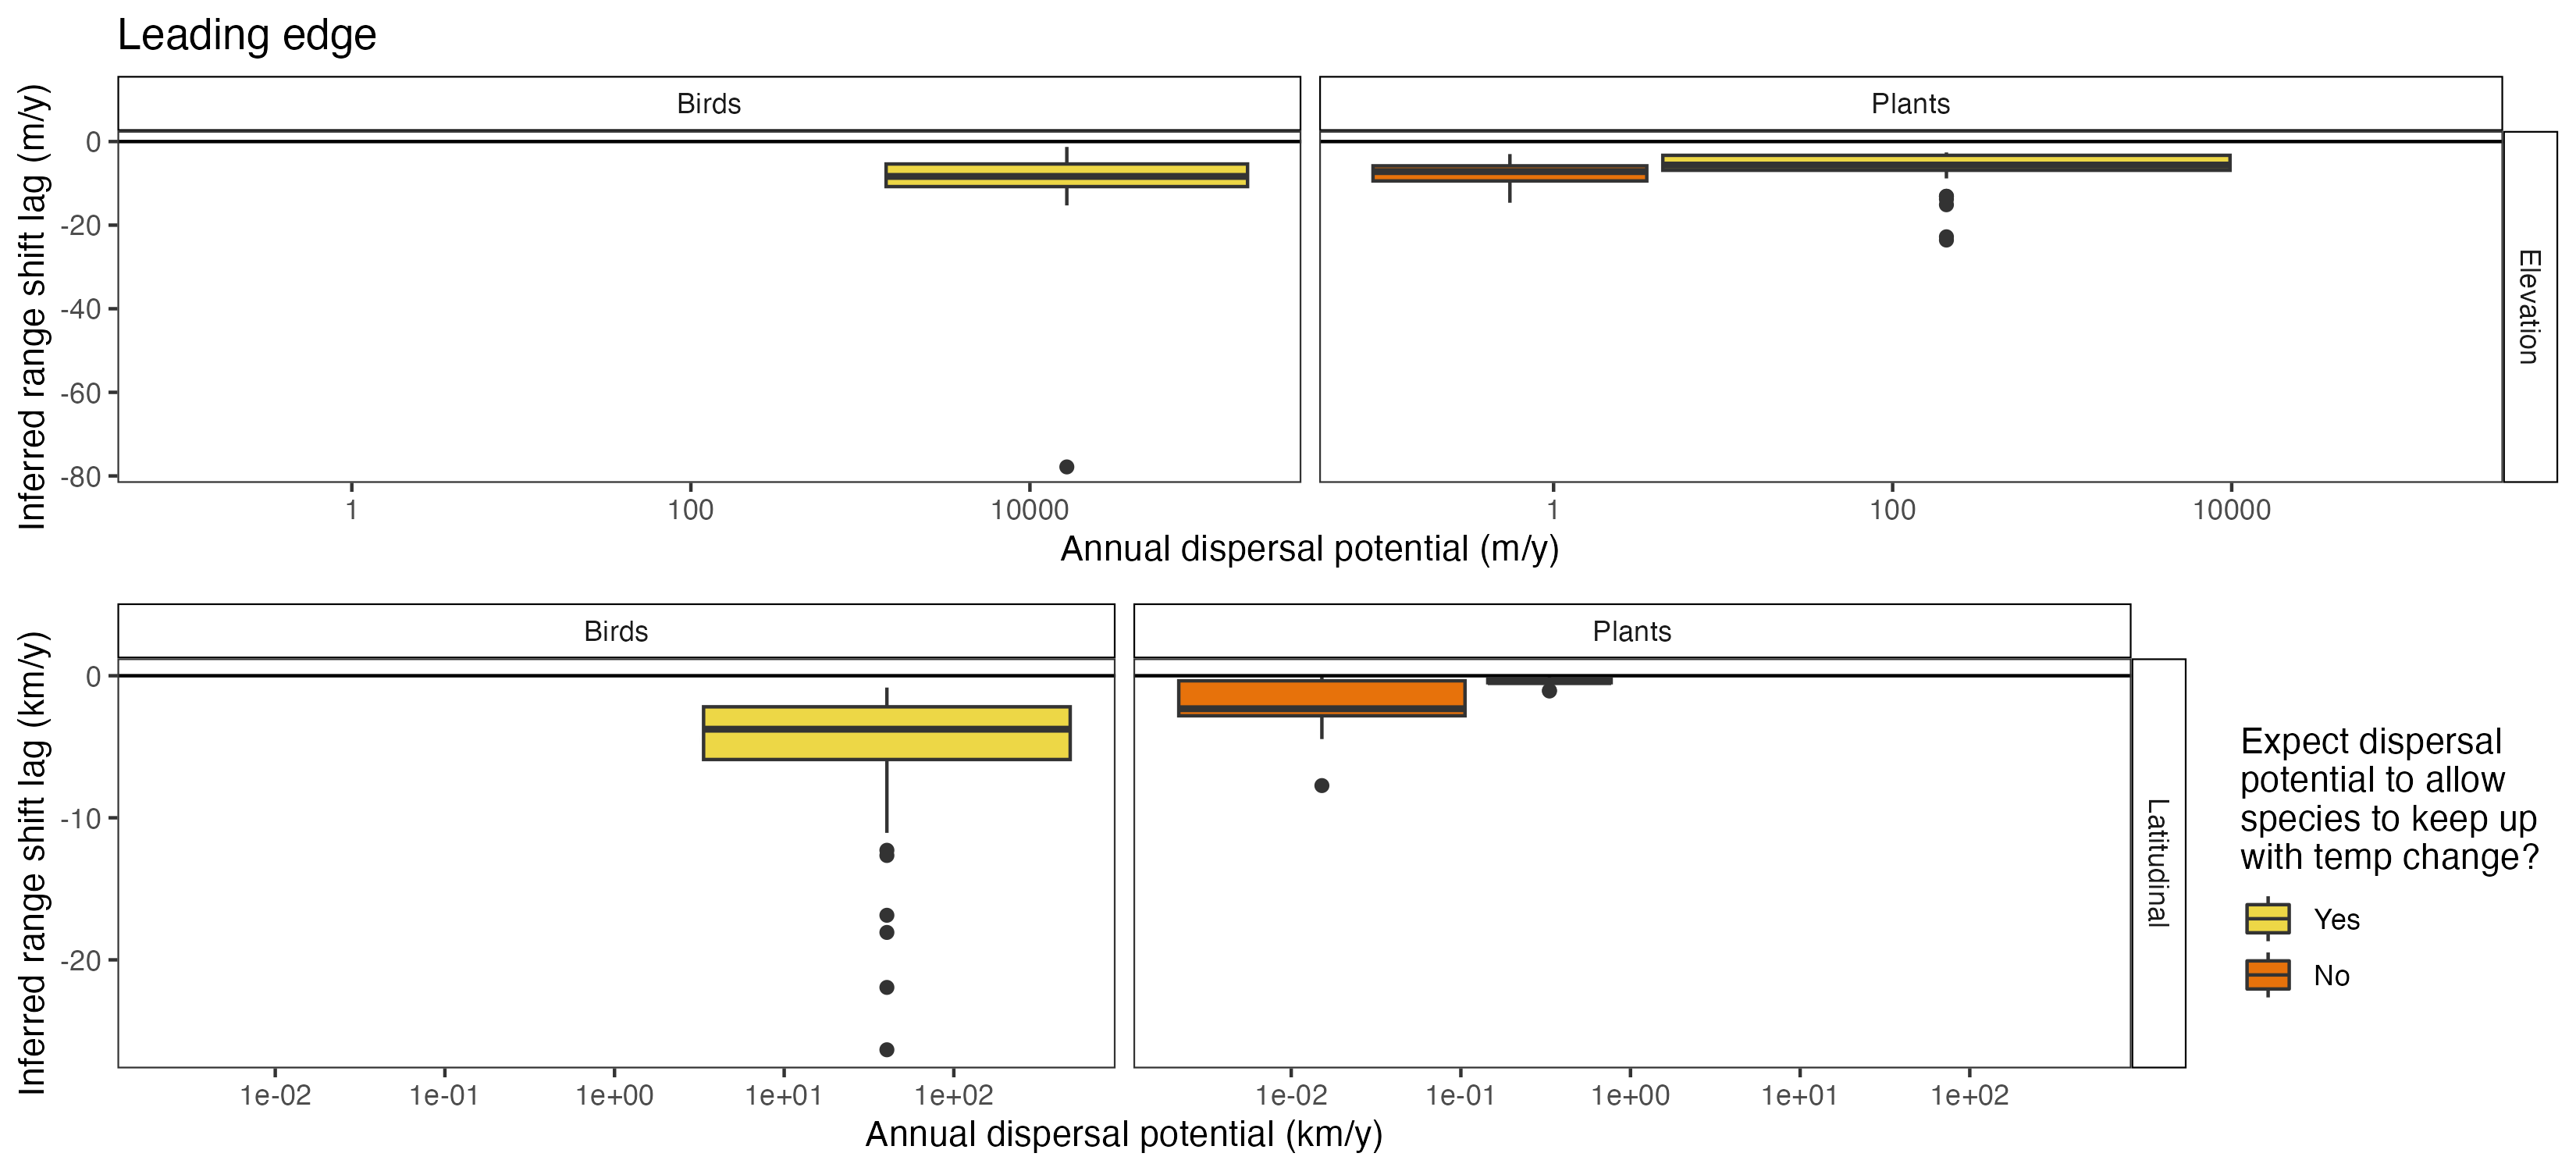 Leading edge
Birds
Plants
Inferred range shift lag (m/y)
0
-20
-40
-60
-80
Elevation
1
100
10000
1
100
10000
Annual dispersal potential (m/y)
Birds
Plants
Inferred range shift lag (km/y)
0
-10
-20
Latitudinal
1e-02
1e-01
1e+00
1e+01
1e+02
1e-02
1e-01
1e+00
1e+01
1e+02
Annual dispersal potential (km/y)
Expect dispersal
potential to allow
species to keep up
with temp change?
Yes
No